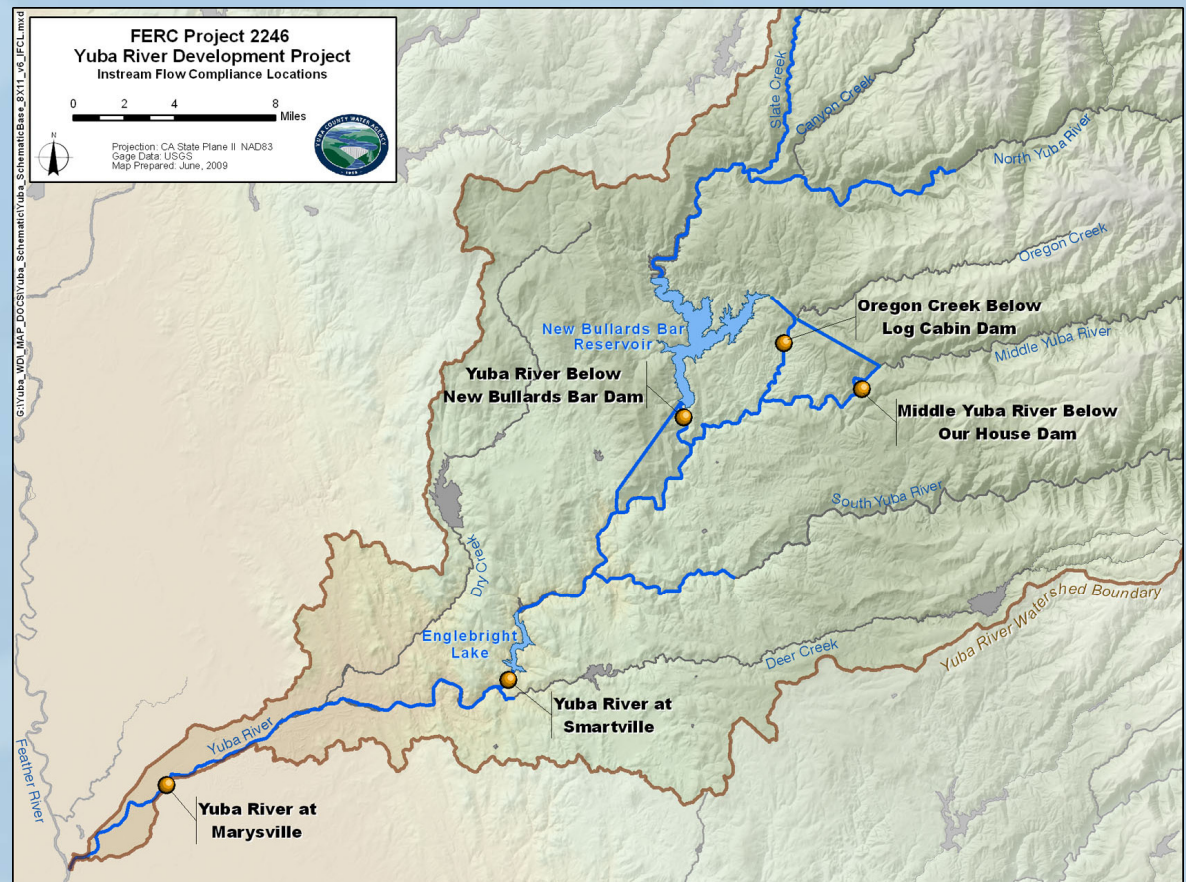 G:\Yuba_WD\_MAP_DOCS\Yuba_Schematic\Yuba_SchematicBase_8X11_v6_IFCL.mxd
FERC Project 2246
Yuba River Development Project
Instream Flow Compliance Locations
0 2 4 8
Miles
N
Projection: CA State Plane II NAD83
Gage Data: USGS
Map Prepared: June, 2009
YUBA COUNTY WATER AGENCY
1959
Slate Creek
Canyon Creek
North Yuba River
Oregon Creek
Oregon Creek Below
Log Cabin Dam
New Bullards Bar
Reservoir
Middle Yuba River
Yuba River Below
New Bullards Bar Dam
Middle Yuba River Below
Our House Dam
South Yuba River
Dry Creek
Yuba River Watershed Boundary
Englebright
Lake
Deer Creek
Yuba River at
Smartville
Yuba River
Feather River
Yuba River at
Marysville